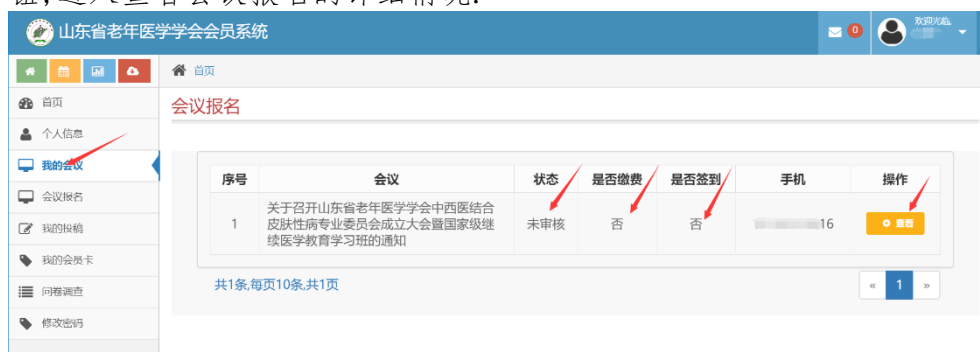 进入查看会议报名的详细情况.
山东省老年医学学会会员系统
0
欢迎光临
首页
首页
会议报名
个人信息
我的会议
会议报名
我的投稿
我的会员卡
问卷调查
修改密码
序号 会议 状态 是否缴费 是否签到 手机 操作
1 关于召开山东省老年医学学会中西医结合皮肤性病专业委员会成立大会暨国家级继续医学教育学习班的通知 未审核 否 否 16 查看
共1条,每页10条,共1页
« 1 »